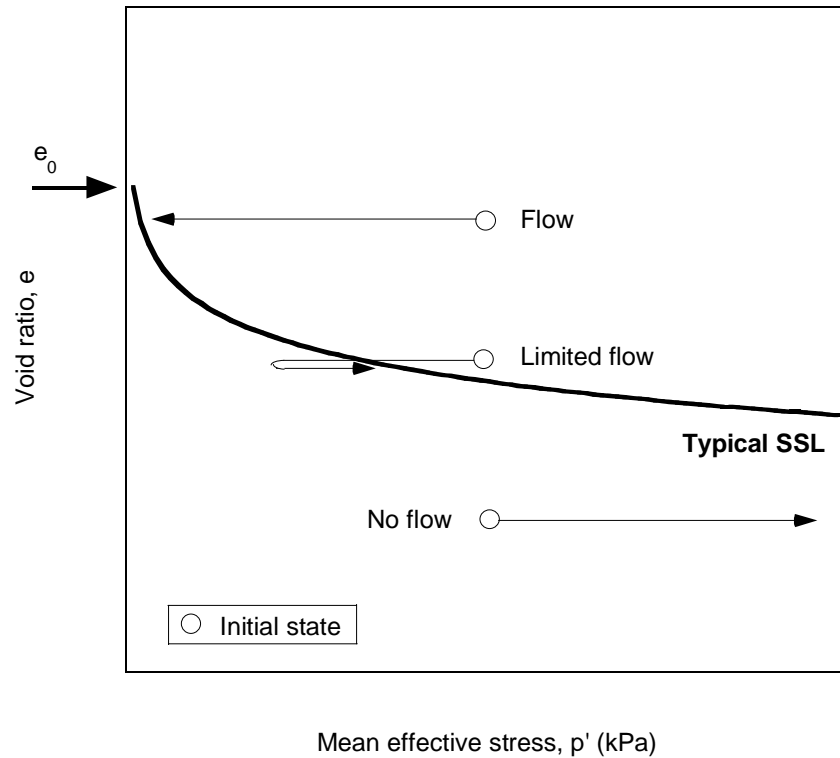 e0
Flow
Void ratio, e
Limited flow
Typical SSL
No flow
Initial state
Mean effective stress, p' (kPa)